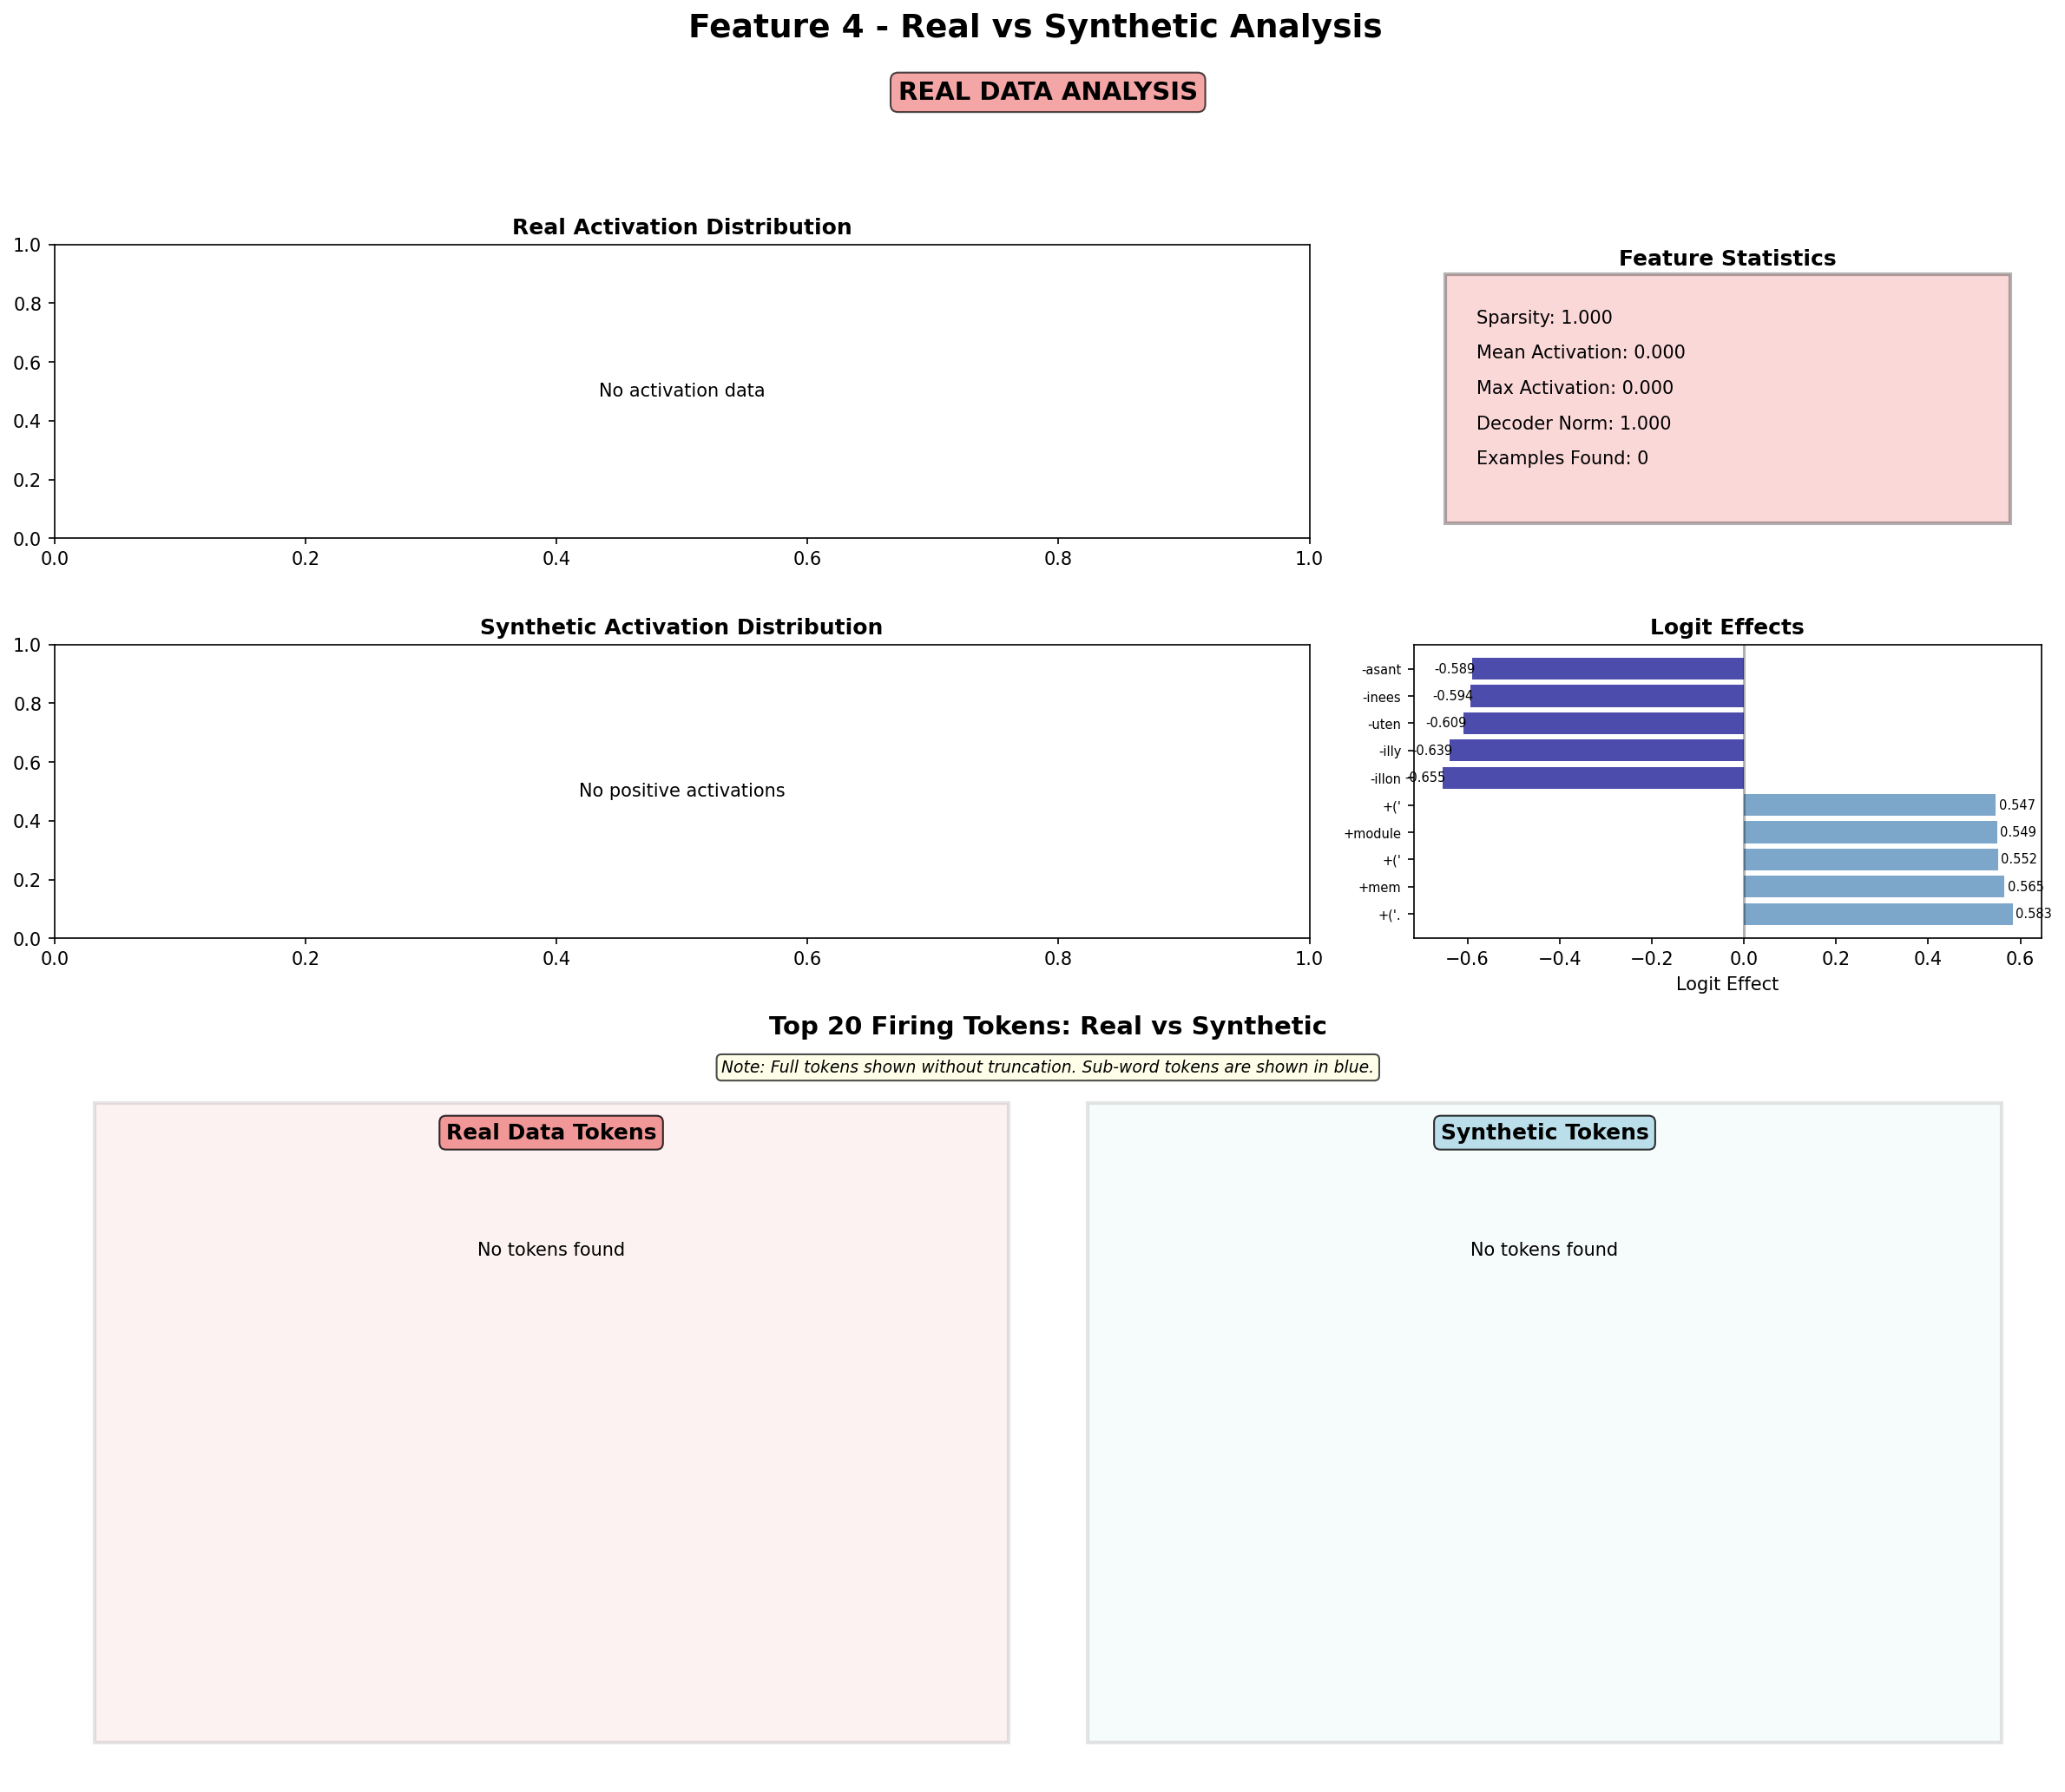 Feature 4 - Real vs Synthetic Analysis
REAL DATA ANALYSIS
Real Activation Distribution
1.0
0.8
0.6
0.4
0.2
0.0
No activation data
0.0 0.2 0.4 0.6 0.8 1.0
Feature Statistics
Sparsity: 1.000
Mean Activation: 0.000
Max Activation: 0.000
Decoder Norm: 1.000
Examples Found: 0
Synthetic Activation Distribution
1.0
0.8
0.6
0.4
0.2
0.0
No positive activations
0.0 0.2 0.4 0.6 0.8 1.0
Logit Effects
-asant -0.589
-inees -0.594
-uten -0.609
-illy -0.639
-illon -0.655
+(' 0.547
+module 0.549
+(' 0.552
+mem 0.565
+('. 0.583
−0.6 −0.4 −0.2 0.0 0.2 0.4 0.6
Logit Effect
Top 20 Firing Tokens: Real vs Synthetic
Note: Full tokens shown without truncation. Sub-word tokens are shown in blue.
Real Data Tokens
No tokens found
Synthetic Tokens
No tokens found